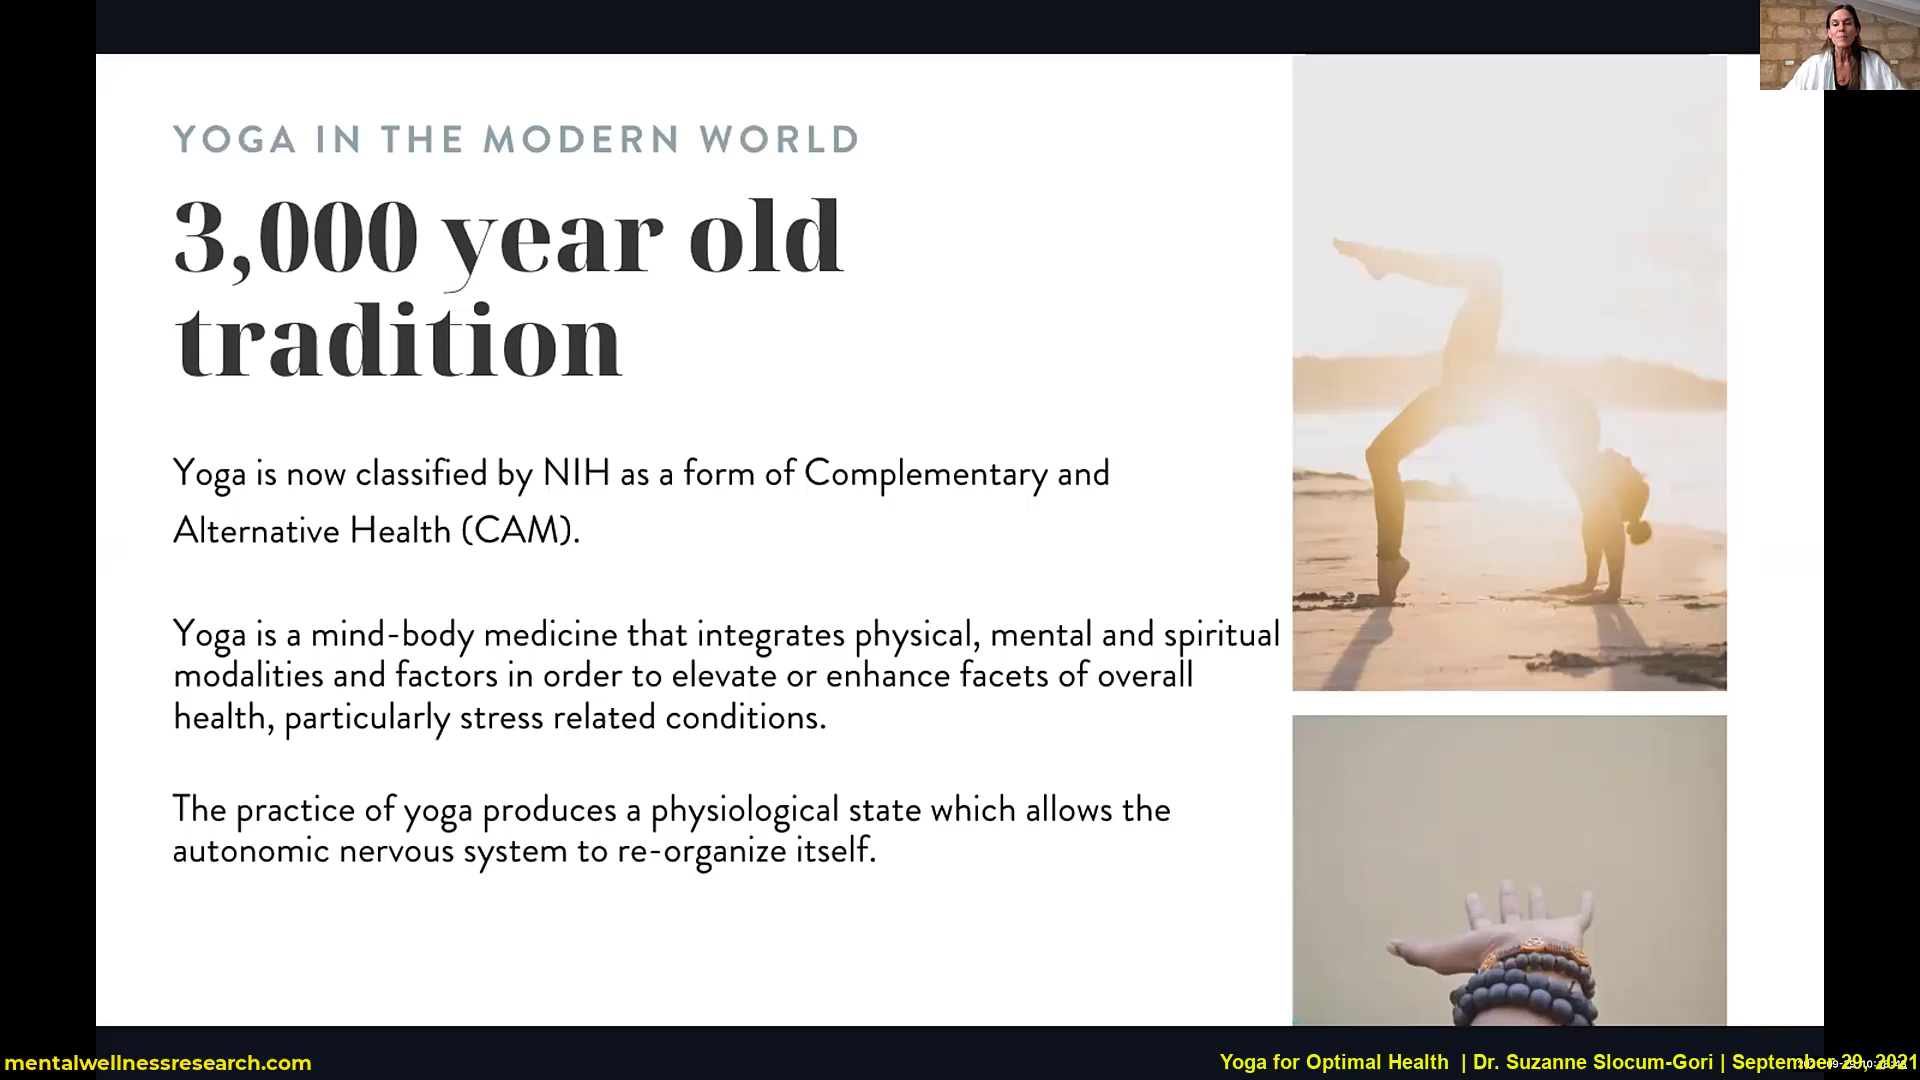 YOGA IN THE MODERN WORLD
3,000 year old
tradition
Yoga is now classified by NIH as a form of Complementary and
Alternative Health (CAM).
Yoga is a mind-body medicine that integrates physical, mental and spiritual
modalities and factors in order to elevate or enhance facets of overall
health, particularly stress related conditions.
The practice of yoga produces a physiological state which allows the
autonomic nervous system to re-organize itself.
mentalwellnessresearch.com
Yoga for Optimal Health | Dr. Suzanne Slocum-Gori | September 29, 2021